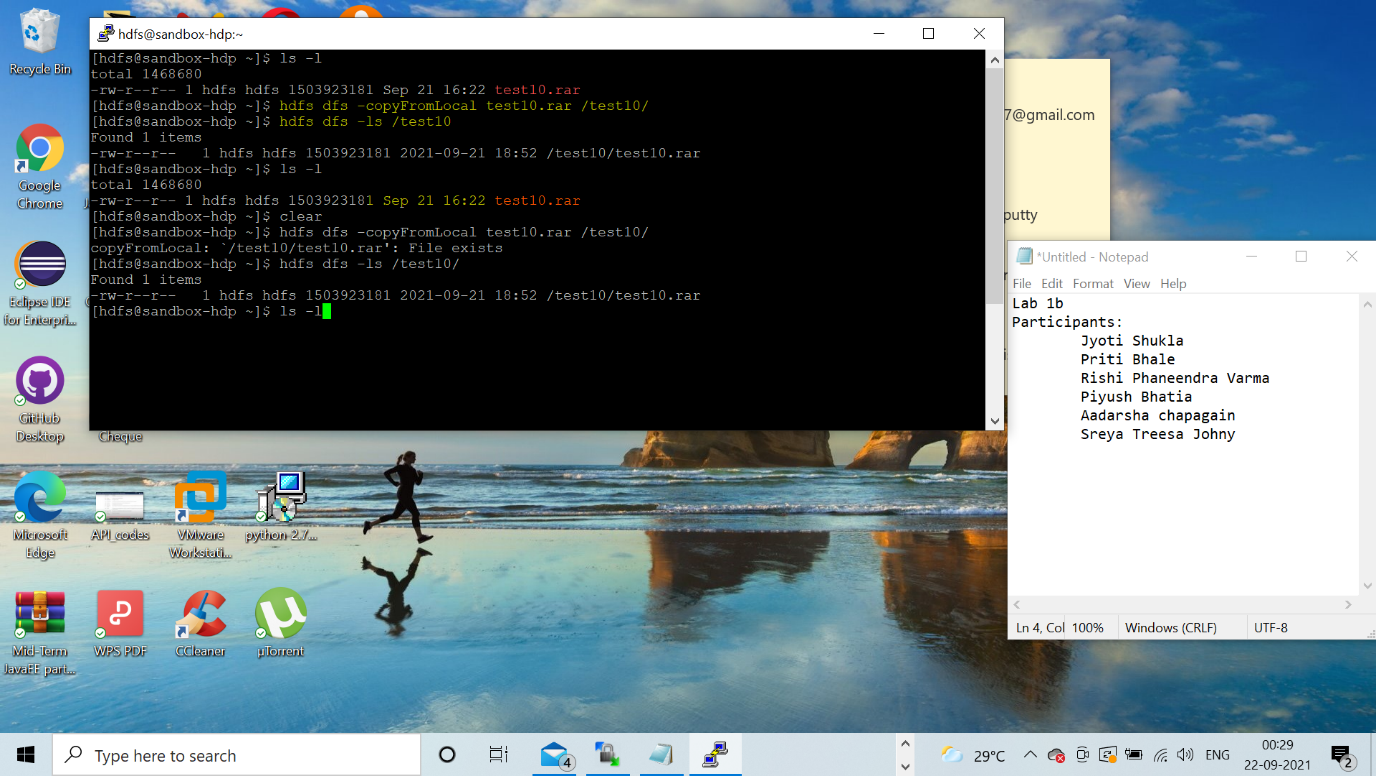 hdfs@sandbox-hdp:~
[hdfs@sandbox-hdp ~]$ ls -l
total 1468680
-rw-r--r-- 1 hdfs hdfs 1503923181 Sep 21 16:22 test10.rar
[hdfs@sandbox-hdp ~]$ hdfs dfs -copyFromLocal test10.rar /test10/
[hdfs@sandbox-hdp ~]$ hdfs dfs -ls /test10
Found 1 items
-rw-r--r--   1 hdfs hdfs 1503923181 2021-09-21 18:52 /test10/test10.rar
[hdfs@sandbox-hdp ~]$ ls -l
total 1468680
-rw-r--r-- 1 hdfs hdfs 1503923181 Sep 21 16:22 test10.rar
[hdfs@sandbox-hdp ~]$ clear
[hdfs@sandbox-hdp ~]$ hdfs dfs -copyFromLocal test10.rar /test10/
copyFromLocal: `/test10/test10.rar': File exists
[hdfs@sandbox-hdp ~]$ hdfs dfs -ls /test10/
Found 1 items
-rw-r--r--   1 hdfs hdfs 1503923181 2021-09-21 18:52 /test10/test10.rar
[hdfs@sandbox-hdp ~]$ ls -l
7@gmail.com
putty
*Untitled - Notepad
File Edit Format View Help
Lab 1b
Participants:
Jyoti Shukla
Priti Bhale
Rishi Phaneendra Varma
Piyush Bhatia
Aadarsha chapagain
Sreya Treesa Johny
Ln 4, Col 100% Windows (CRLF) UTF-8
Recycle Bin
Google
Chrome
Eclipse IDE
for Enterpri...
GitHub
Desktop
Cheque
Microsoft
Edge
API_codes
VMware
Workstati...
python-2.7...
Mid-Term
JavaEE part...
WPS PDF
CCleaner
µTorrent
Type here to search
4
29°C
ENG
00:29
22-09-2021
2